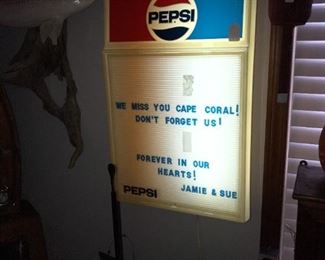 PEPSI
WE MISS YOU CAPE CORAL!
DON'T FORGET US!
FOREVER IN OUR
HEARTS!
PEPSI JAMIE & SUE